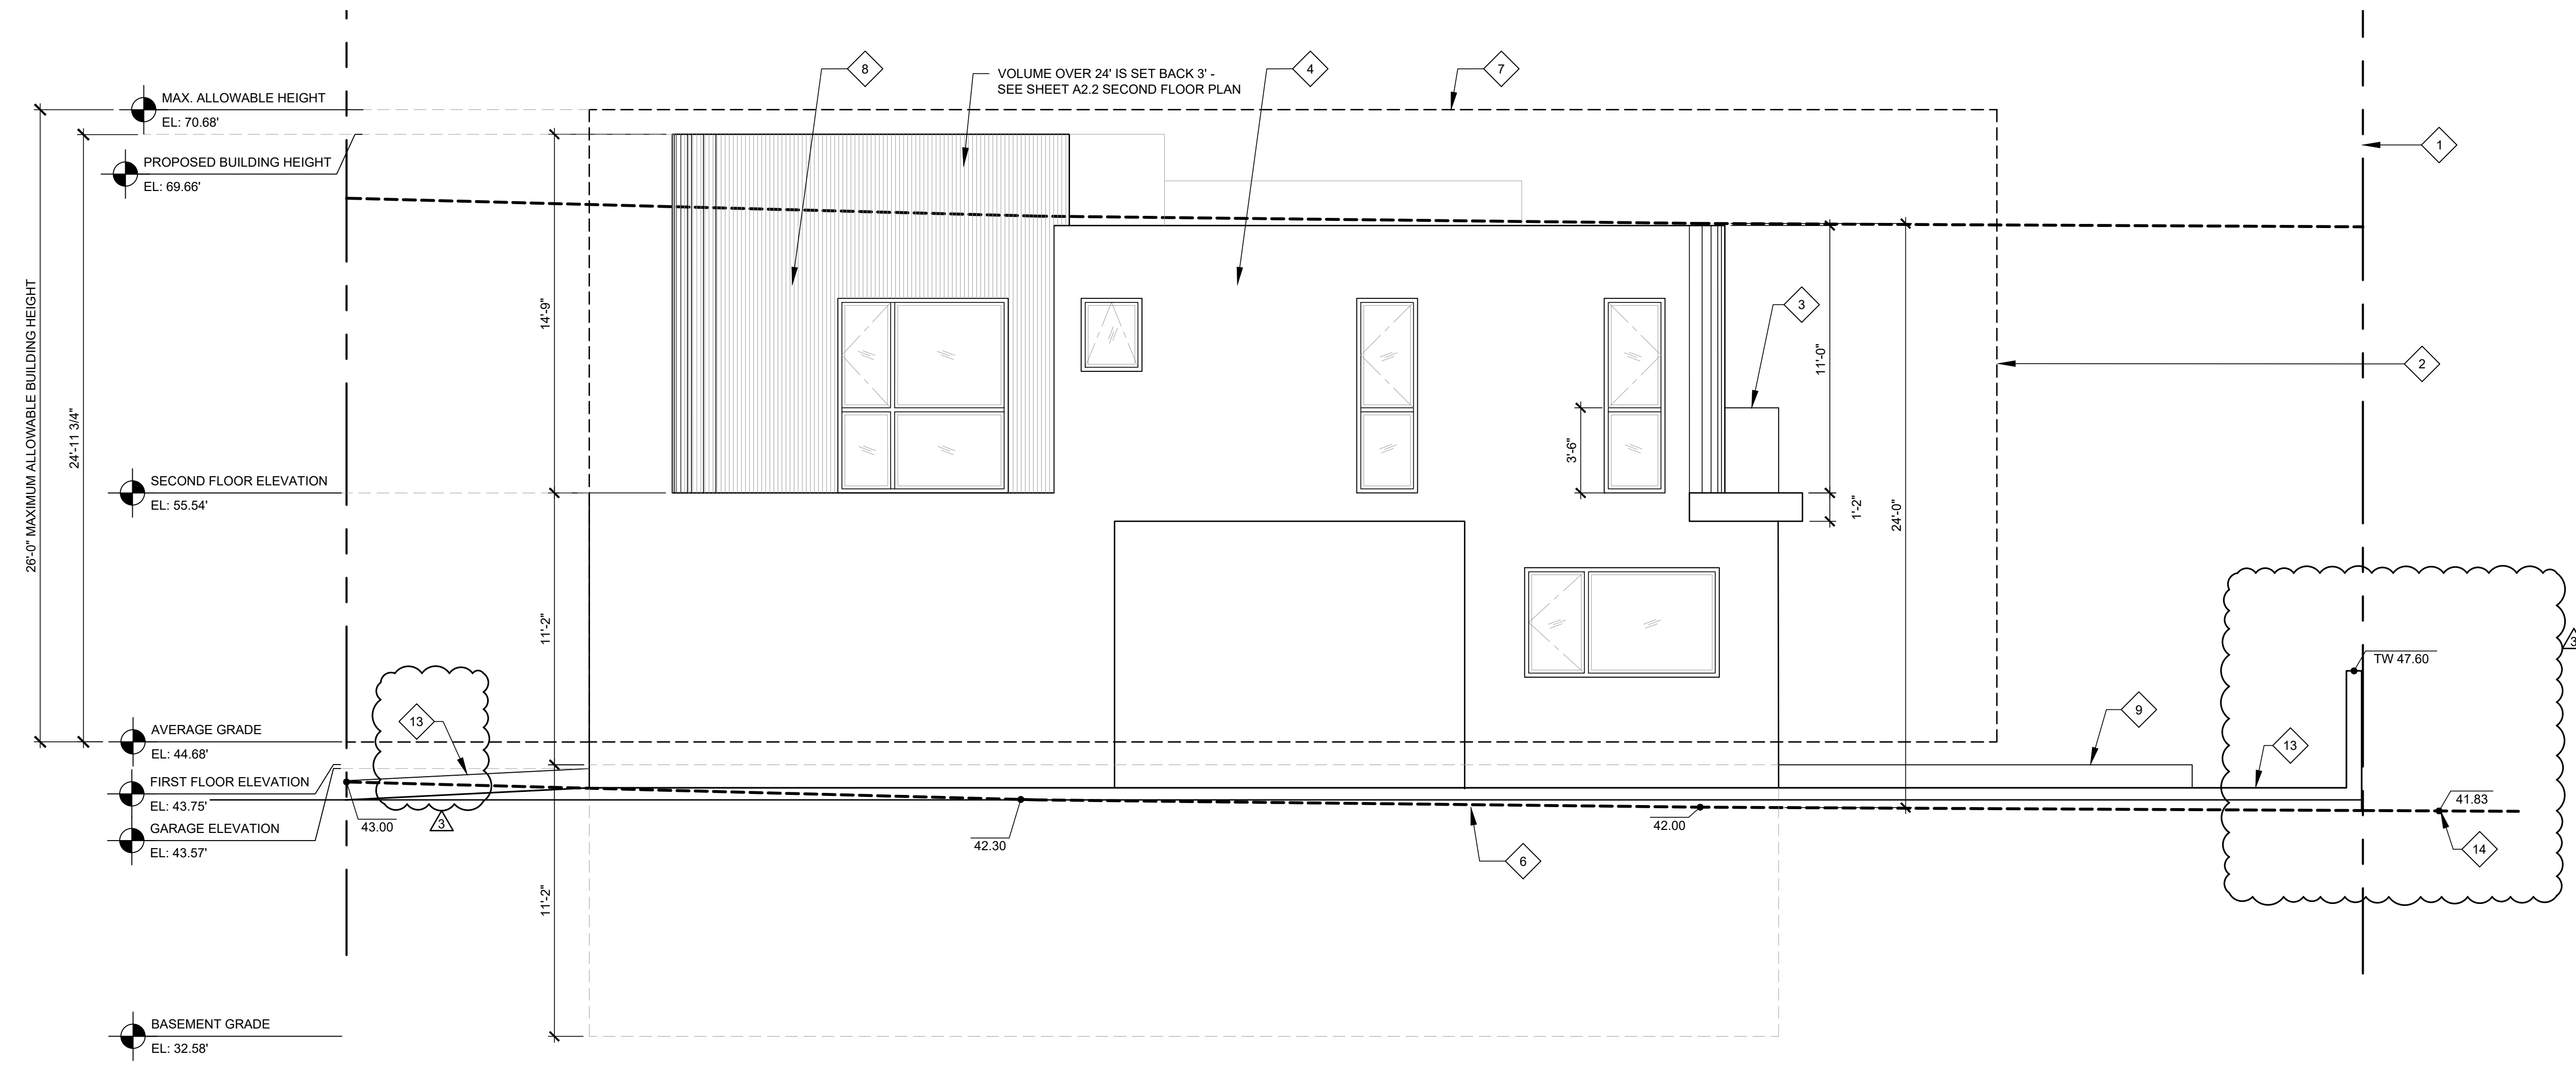 8
VOLUME OVER 24' IS SET BACK 3' -
SEE SHEET A2.2 SECOND FLOOR PLAN
4
7
1
MAX. ALLOWABLE HEIGHT
EL: 70.68'
PROPOSED BUILDING HEIGHT
EL: 69.66'
26'-0" MAXIMUM ALLOWABLE BUILDING HEIGHT
24'-11 3/4"
14'-9"
3
11'-0"
2
3'-6"
SECOND FLOOR ELEVATION
EL: 55.54'
1'-2"
24'-0"
11'-2"
3
TW 47.60
AVERAGE GRADE
EL: 44.68'
13
9
13
FIRST FLOOR ELEVATION
EL: 43.75'
GARAGE ELEVATION
EL: 43.57'
43.00
3
42.30
42.00
41.83
6
14
11'-2"
BASEMENT GRADE
EL: 32.58'